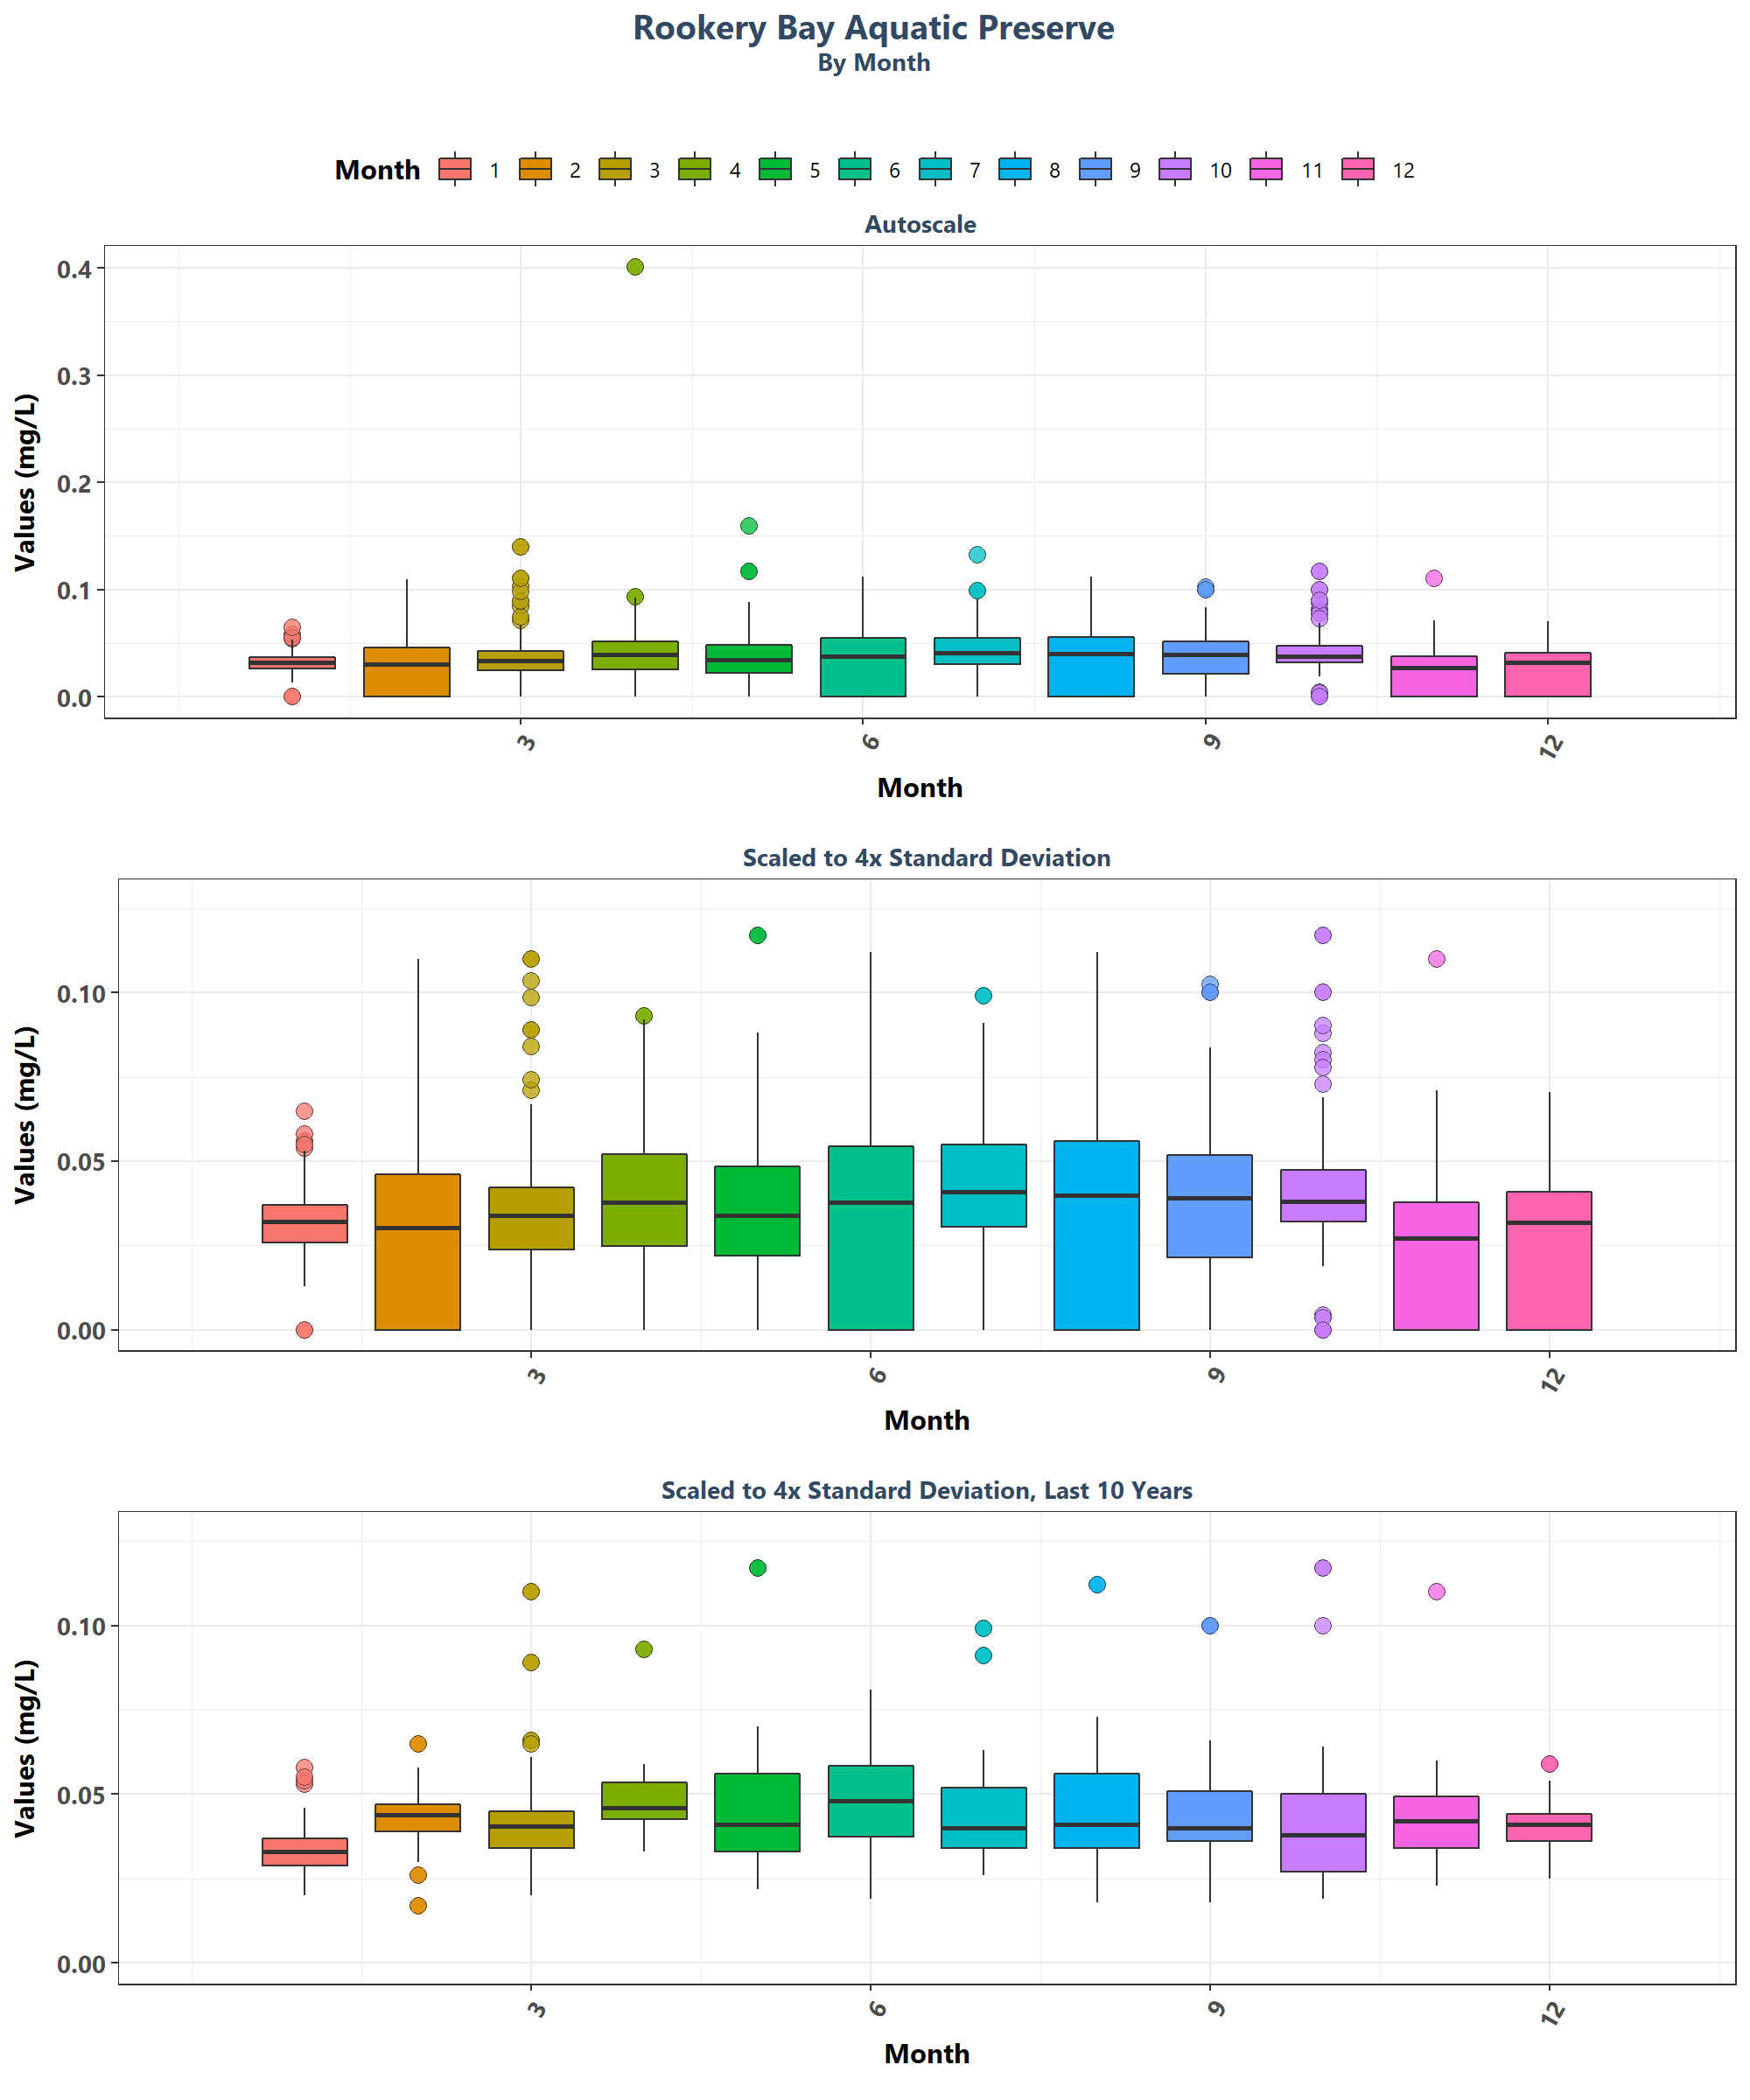 Rookery Bay Aquatic Preserve
By Month
Month 1 2 3 4 5 6 7 8 9 10 11 12
Autoscale
Values (mg/L)
0.4
0.3
0.2
0.1
0.0
3 6 9 12
Month
Scaled to 4x Standard Deviation
Values (mg/L)
0.10
0.05
0.00
3 6 9 12
Month
Scaled to 4x Standard Deviation, Last 10 Years
Values (mg/L)
0.10
0.05
0.00
3 6 9 12
Month